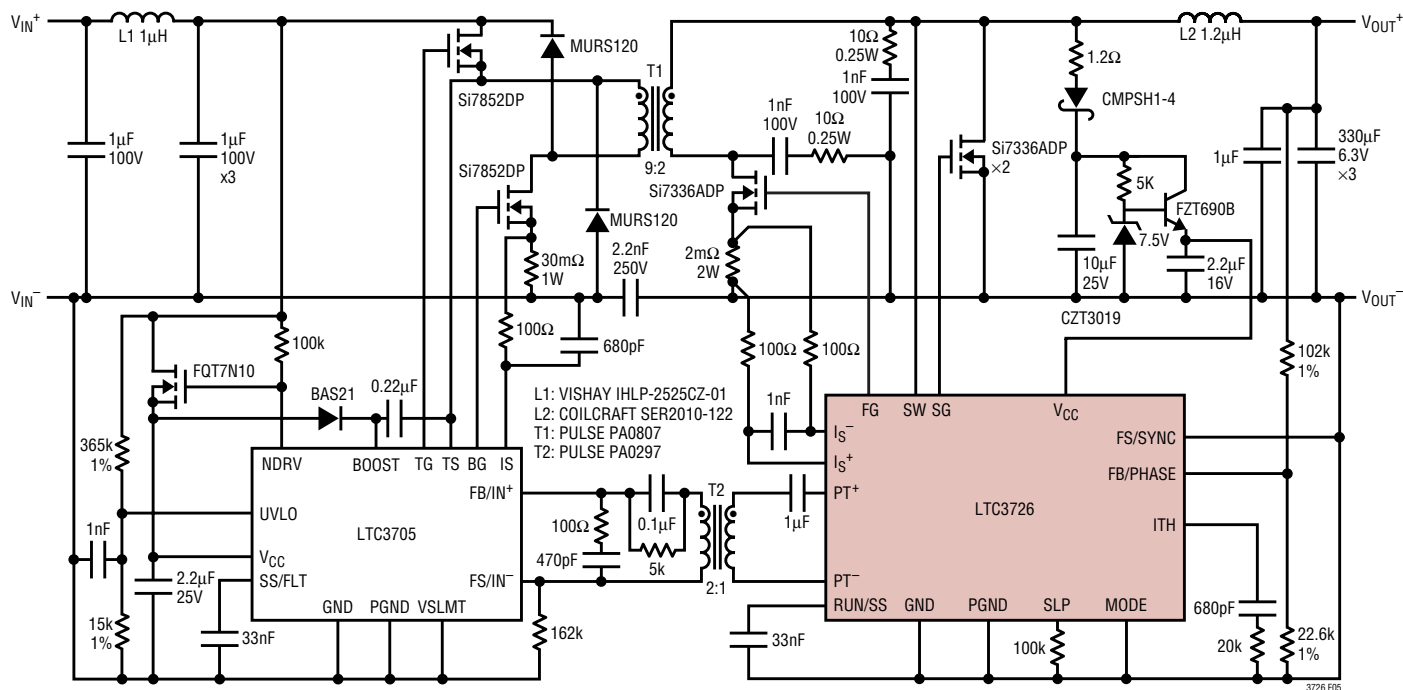 VIN+
L1 1µH
MURS120
Si7852DP
T1
10Ω
0.25W
1nF
100V
L2 1.2µH
VOUT+
1.2Ω
CMPSH1-4
1µF
100V
1µF
100V
x3
Si7852DP
9:2
1nF
100V
10Ω
0.25W
Si7336ADP
Si7336ADP
×2
5K
FZT690B
1µF
330µF
6.3V
×3
MURS120
30mΩ
1W
2.2nF
250V
2mΩ
2W
7.5V
10µF
25V
2.2µF
16V
VIN–
VOUT–
CZT3019
100k
100Ω
680pF
100Ω
100Ω
102k
1%
FQT7N10
BAS21
0.22µF
L1: VISHAY IHLP-2525CZ-01
L2: COILCRAFT SER2010-122
T1: PULSE PA0807
T2: PULSE PA0297
1nF
365k
1%
NDRV
BOOST
TG
TS
BG
IS
FB/IN+
UVLO
LTC3705
VCC
SS/FLT
FS/IN–
GND
PGND
VSLMT
1nF
2.2µF
25V
15k
1%
33nF
162k
100Ω
470pF
0.1µF
5k
T2
2:1
1µF
FG
SW
SG
VCC
IS–
IS+
FS/SYNC
FB/PHASE
PT+
LTC3726
ITH
PT–
RUN/SS
GND
PGND
SLP
MODE
33nF
100k
680pF
20k
22.6k
1%
3726 F05